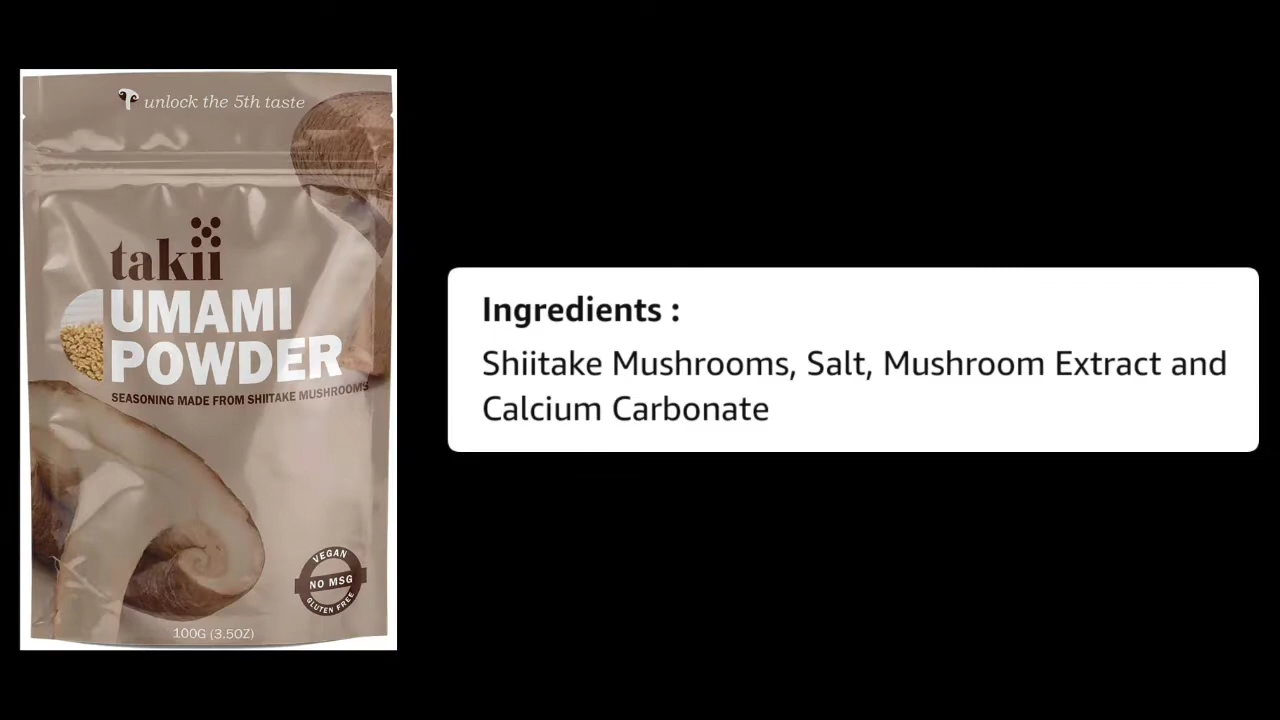 unlock the 5th taste
takii
UMAMI
POWDER
SEASONING MADE FROM SHIITAKE MUSHROOMS
VEGAN
NO MSG
GLUTEN FREE
100G (3.5OZ)
Ingredients :
Shiitake Mushrooms, Salt, Mushroom Extract and
Calcium Carbonate